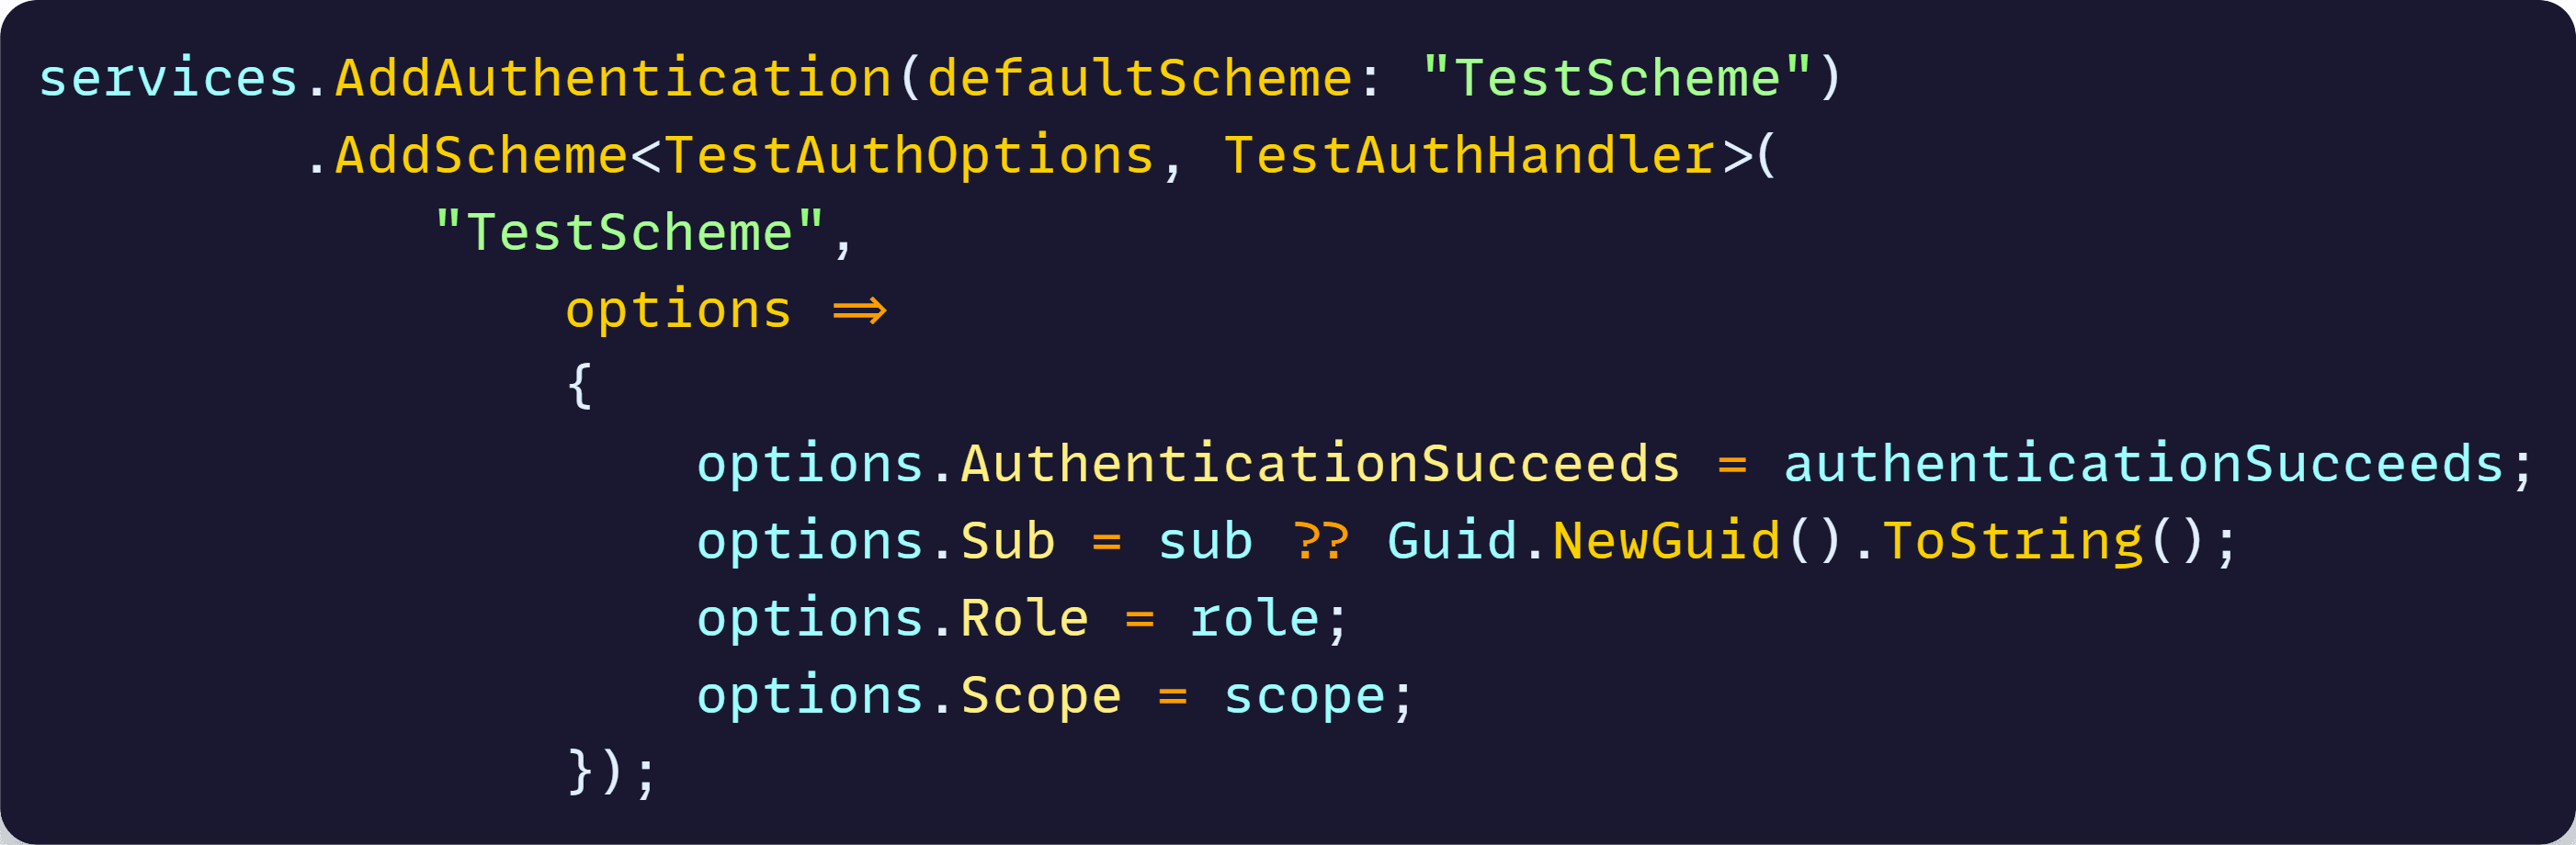 services.AddAuthentication(defaultScheme: "TestScheme")
.AddScheme<TestAuthOptions, TestAuthHandler>(
"TestScheme",
options =>
{
options.AuthenticationSucceeds = authenticationSucceeds;
options.Sub = sub ?? Guid.NewGuid().ToString();
options.Role = role;
options.Scope = scope;
});